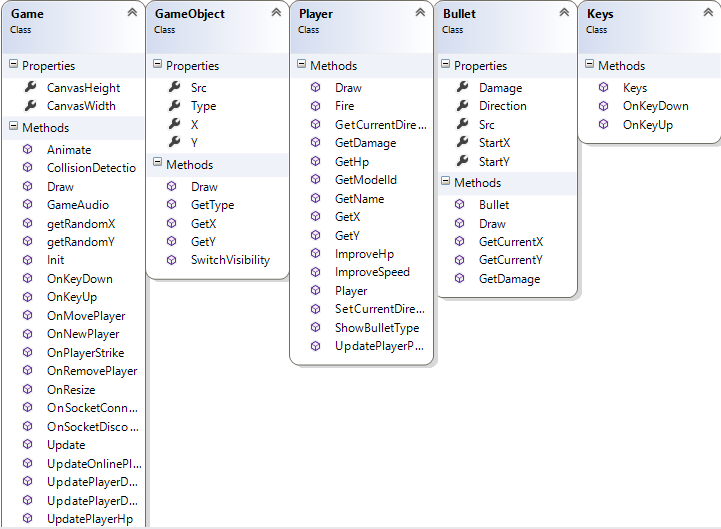 Game
Class
Properties
CanvasHeight
CanvasWidth
Methods
Animate
CollisionDetectio
Draw
GameAudio
getRandomX
getRandomY
Init
OnKeyDown
OnKeyUp
OnMovePlayer
OnNewPlayer
OnPlayerStrike
OnRemovePlayer
OnResize
OnSocketConn...
OnSocketDisco...
Update
UpdateOnlinePl...
UpdatePlayerD...
UpdatePlayerD...
UpdatePlayerHp
GameObject
Class
Properties
Src
Type
X
Y
Methods
Draw
GetType
GetX
GetY
SwitchVisibility
Player
Class
Methods
Draw
Fire
GetCurrentDire...
GetDamage
GetHp
GetModelId
GetName
GetX
GetY
ImproveHp
ImproveSpeed
Player
SetCurrentDire...
ShowBulletType
UpdatePlayerP...
Bullet
Class
Properties
Damage
Direction
Src
StartX
StartY
Methods
Bullet
Draw
GetCurrentX
GetCurrentY
GetDamage
Keys
Class
Methods
Keys
OnKeyDown
OnKeyUp